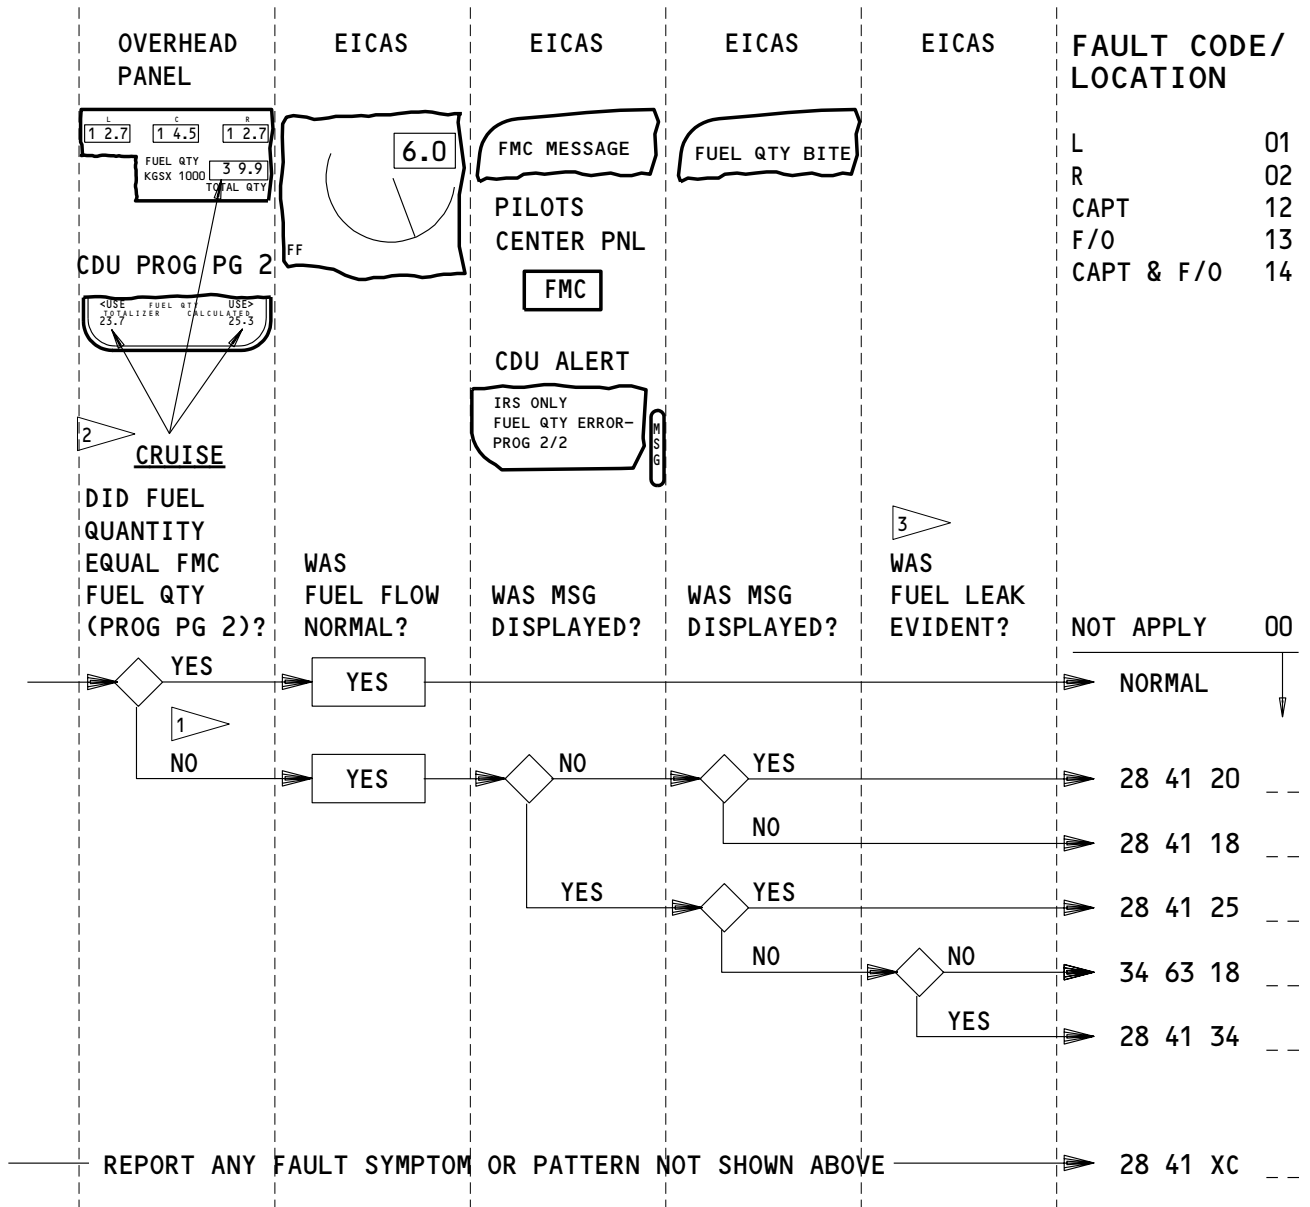 OVERHEAD
PANEL
EICAS
EICAS
EICAS
EICAS
FAULT CODE/
LOCATION
L C R
1 2.7 1 4.5 1 2.7
FUEL QTY
KGSX 1000
3 9.9
TOTAL QTY
6.0
FF
FMC MESSAGE
FUEL QTY BITE
L 01
R 02
CAPT 12
F/O 13
CAPT & F/O 14
PILOTS
CENTER PNL
FMC
CDU PROG PG 2
<USE FUEL QTY USE>
TOTALIZER CALCULATED
23.7 25.3
CDU ALERT
IRS ONLY
FUEL QTY ERROR–
PROG 2/2
MSG
2
CRUISE
DID FUEL
QUANTITY
EQUAL FMC
FUEL QTY
(PROG PG 2)?
WAS
FUEL FLOW
NORMAL?
WAS MSG
DISPLAYED?
WAS MSG
DISPLAYED?
3
WAS
FUEL LEAK
EVIDENT?
NOT APPLY 00
YES
YES
NORMAL
1
NO
YES
NO
YES
28 41 20 _ _
NO
28 41 18 _ _
YES
YES
28 41 25 _ _
NO
NO
34 63 18 _ _
YES
28 41 34 _ _
REPORT ANY FAULT SYMPTOM OR PATTERN NOT SHOWN ABOVE
28 41 XC _ _